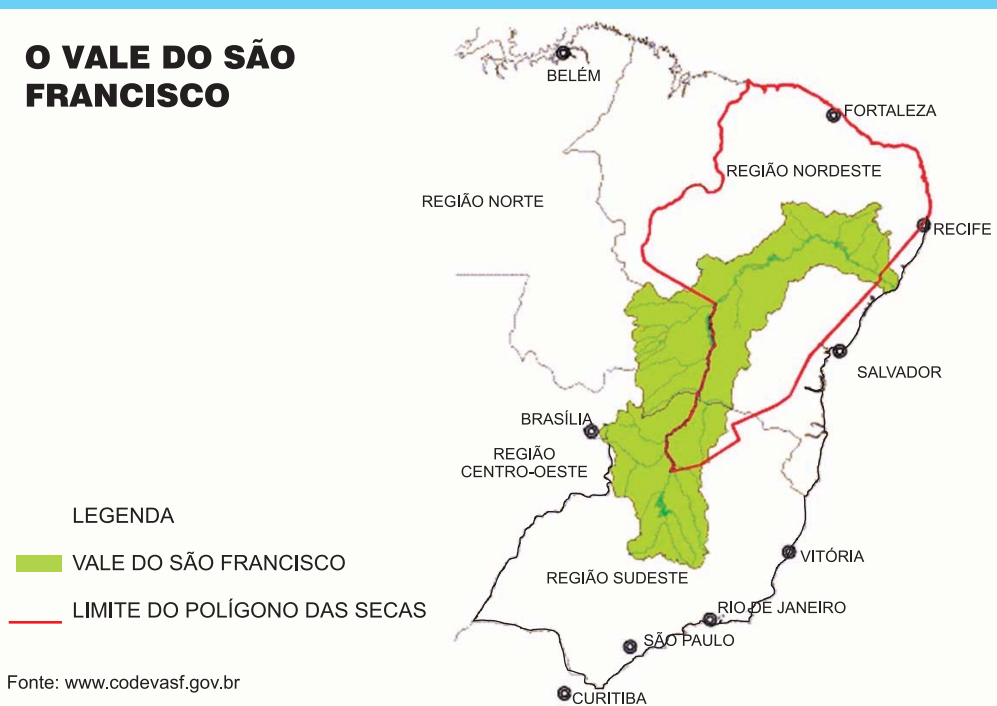 O VALE DO SÃO
FRANCISCO
BELÉM
FORTALEZA
REGIÃO NORDESTE
REGIÃO NORTE
RECIFE
SALVADOR
BRASÍLIA
REGIÃO
CENTRO-OESTE
LEGENDA
VALE DO SÃO FRANCISCO
VITÓRIA
REGIÃO SUDESTE
LIMITE DO POLÍGONO DAS SECAS
RIO DE JANEIRO
SÃO PAULO
Fonte: www.codevasf.gov.br
CURITIBA